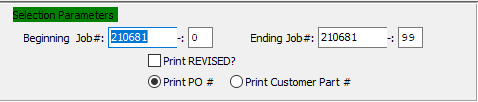 Selection Parameters
Beginning Job#: 210681 -: 0 Ending Job#: 210681 -: 99
Print REVISED?
Print PO # Print Customer Part #